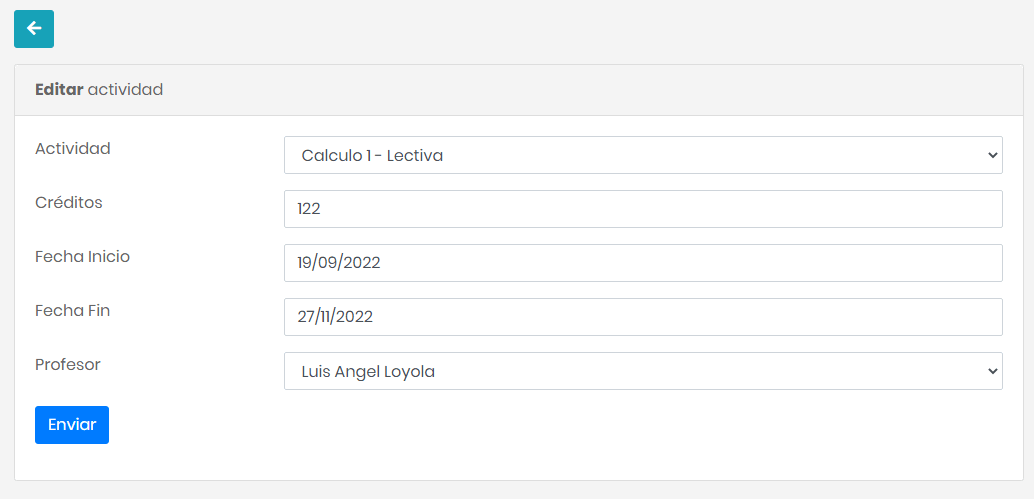 Editar actividad
Actividad
Calculo 1 - Lectiva
Créditos
122
Fecha Inicio
19/09/2022
Fecha Fin
27/11/2022
Profesor
Luis Angel Loyola
Enviar